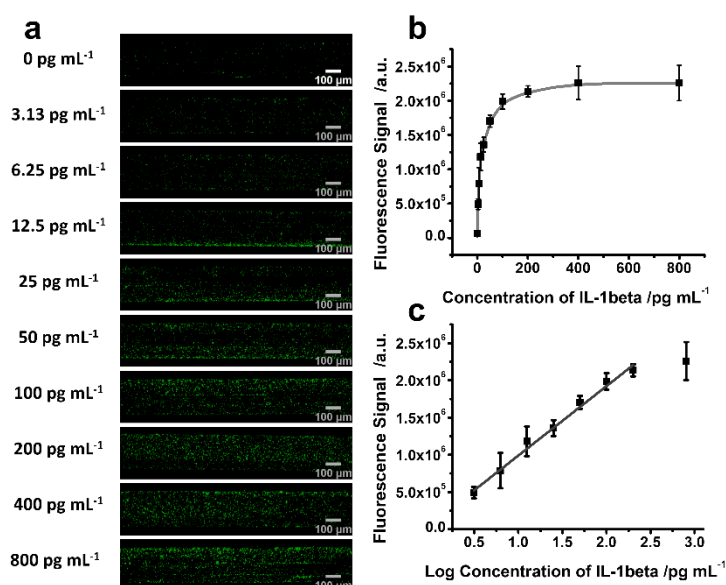 a
0 pg mL⁻¹
100 µm
3.13 pg mL⁻¹
100 µm
6.25 pg mL⁻¹
100 µm
12.5 pg mL⁻¹
100 µm
25 pg mL⁻¹
100 µm
50 pg mL⁻¹
100 µm
100 pg mL⁻¹
100 µm
200 pg mL⁻¹
100 µm
400 pg mL⁻¹
100 µm
800 pg mL⁻¹
100 µm
b
Fluorescence Signal /a.u.
2.5x10⁶
2.0x10⁶
1.5x10⁶
1.0x10⁶
5.0x10⁵
0.0
0 200 400 600 800
Concentration of IL-1beta /pg mL⁻¹
c
Fluorescence Signal /a.u.
2.5x10⁶
2.0x10⁶
1.5x10⁶
1.0x10⁶
5.0x10⁵
0.0
0.5 1.0 1.5 2.0 2.5 3.0
Log Concentration of IL-1beta /pg mL⁻¹